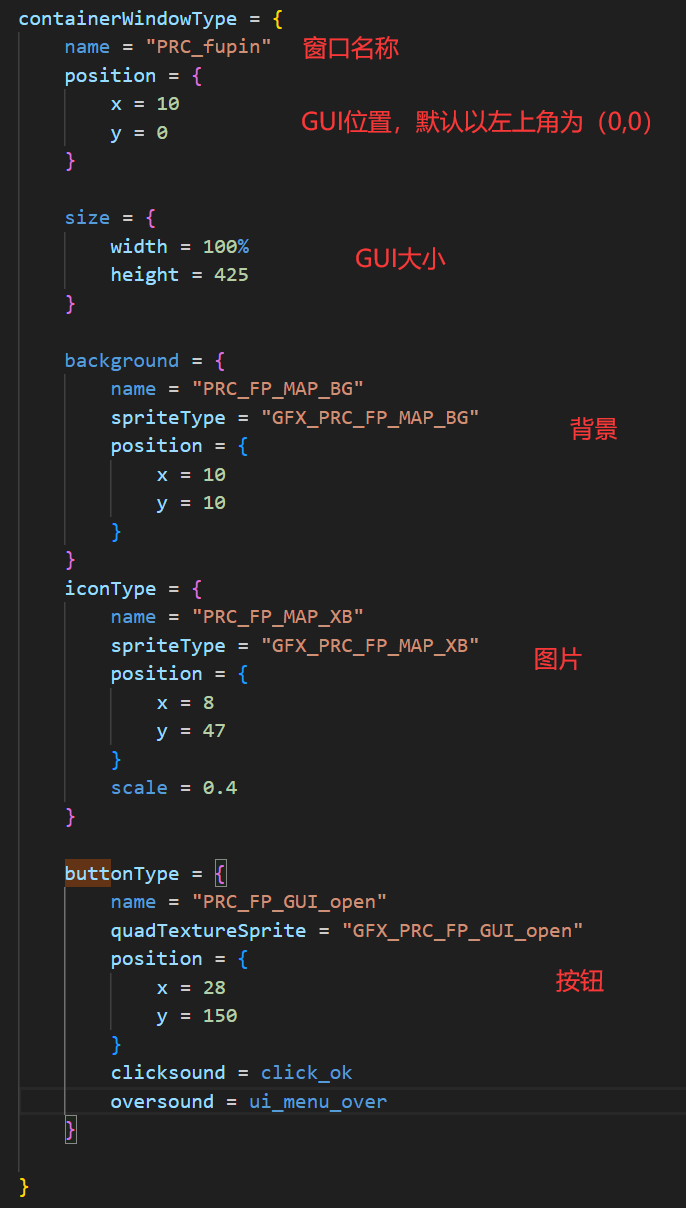 containerWindowType = {
name = "PRC_fupin" 窗口名称
position = {
x = 10
GUI位置，默认以左上角为（0,0）
y = 0
}
size = {
width = 100%
GUI大小
height = 425
}
background = {
name = "PRC_FP_MAP_BG"
spriteType = "GFX_PRC_FP_MAP_BG"
背景
position = {
x = 10
y = 10
}
}
iconType = {
name = "PRC_FP_MAP_XB"
spriteType = "GFX_PRC_FP_MAP_XB"
图片
position = {
x = 8
y = 47
}
scale = 0.4
}
buttonType = {
name = "PRC_FP_GUI_open"
quadTextureSprite = "GFX_PRC_FP_GUI_open"
position = {
按钮
x = 28
y = 150
}
clicksound = click_ok
oversound = ui_menu_over
}
}